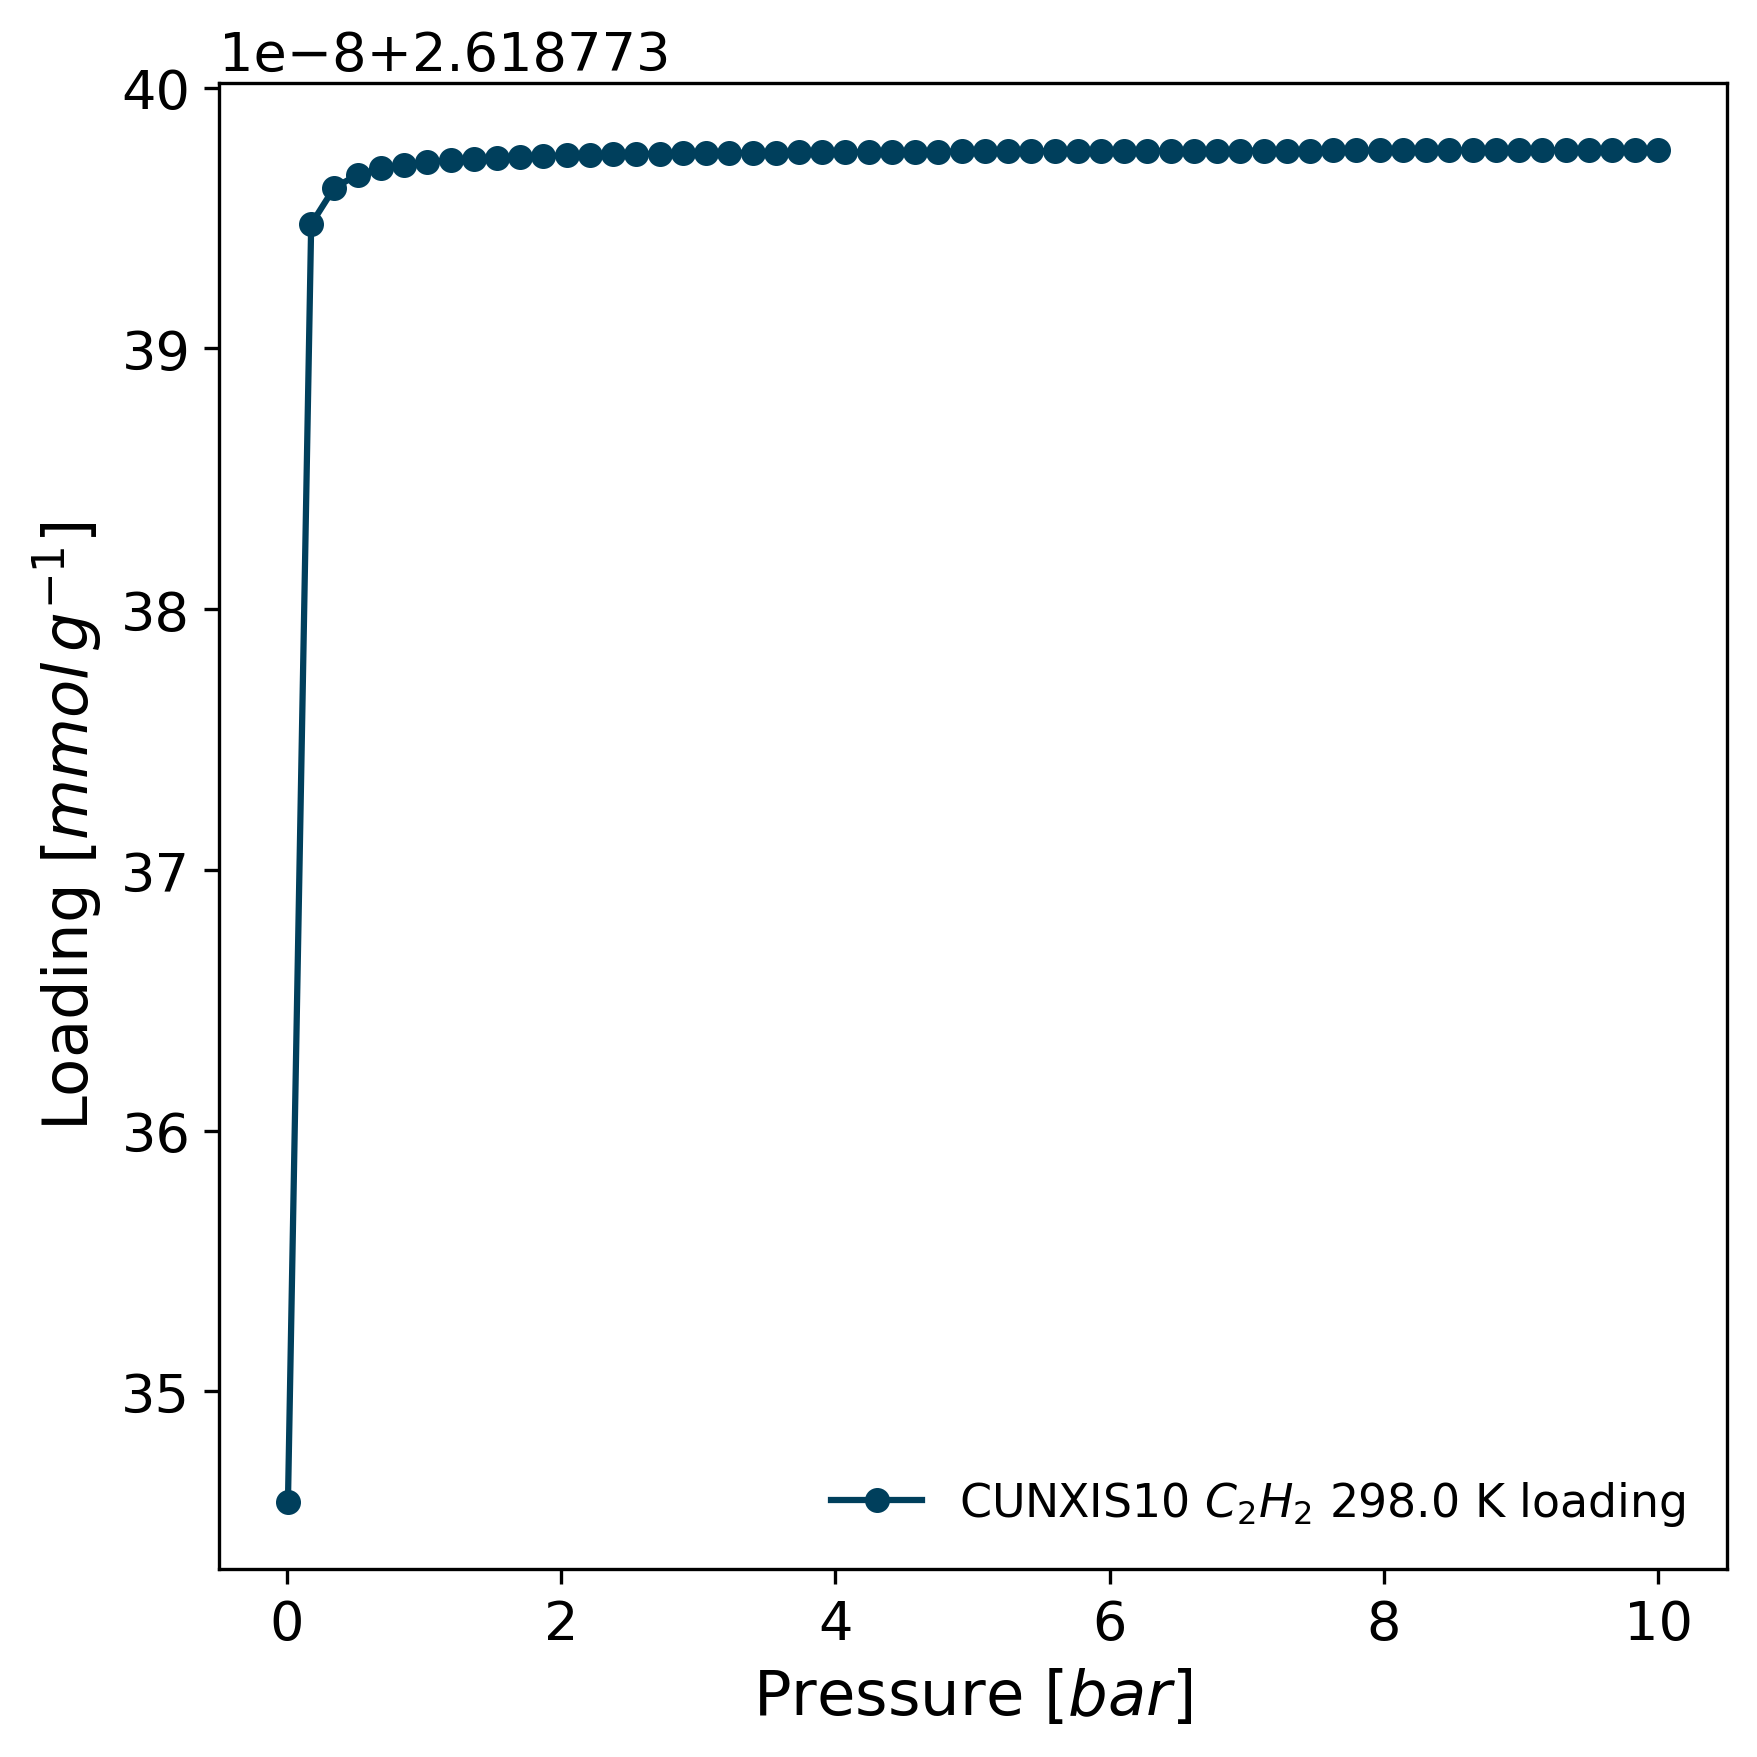 1e−8+2.618773
40
39
38
37
36
35
Loading [mmol g⁻¹]
CUNXIS10 C₂H₂ 298.0 K loading
0 2 4 6 8 10
Pressure [bar]